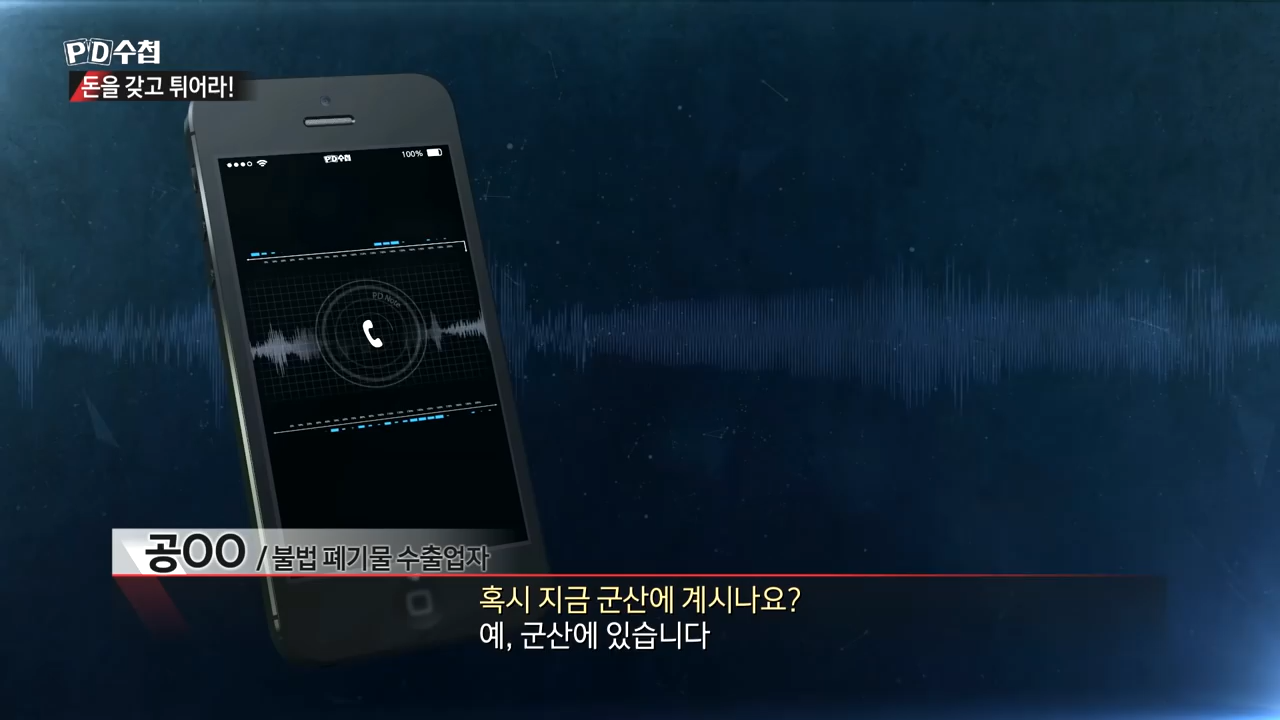 PD수첩
돈을 갖고 튀어라!
PD수첩
100%
PD Note
공OO / 불법 폐기물 수출업자
혹시 지금 군산에 계시나요?
예, 군산에 있습니다